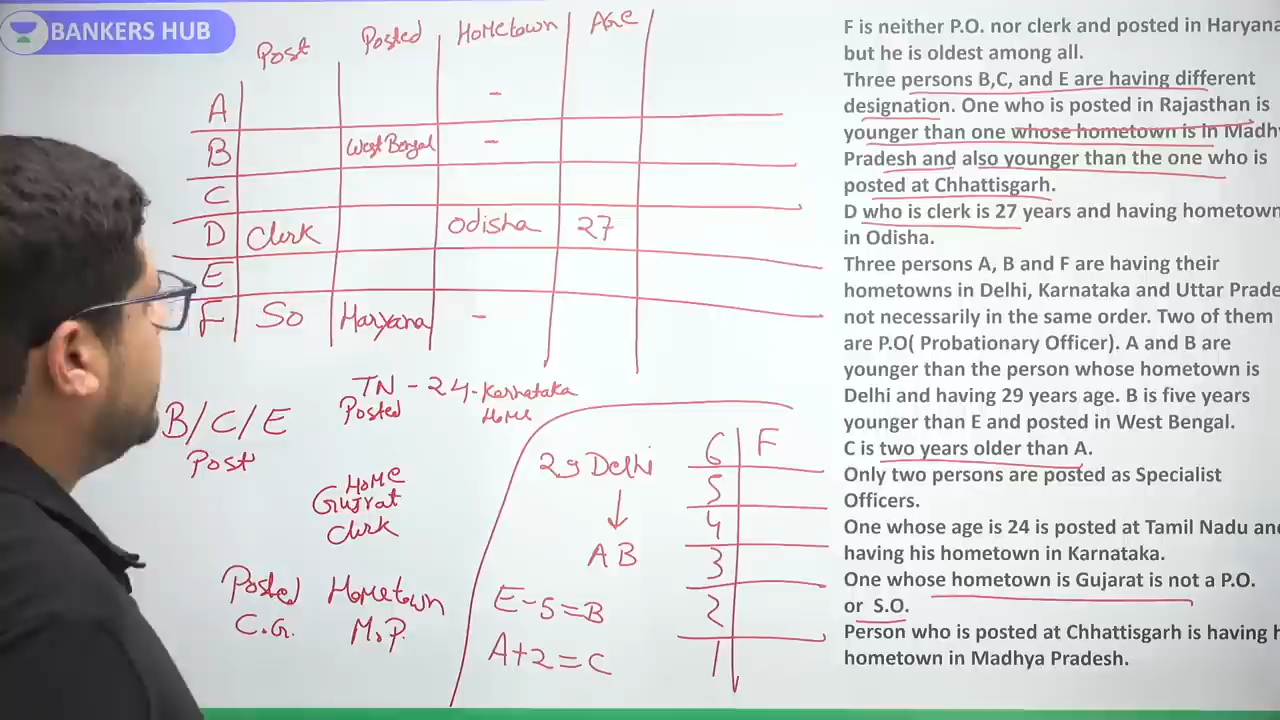 BANKERS HUB
Post Posted Hometown Age
A -
B West Bengal -
C
D Clerk Odisha 27
E
F So Haryana -
TN - 24 - Karnataka
Posted Home
B/C/E
Post
HOME
Gujrat
Clerk
Posted Hometown
C.G. M.P.
29 Delhi
↓
A B
E-5=B
A+2=C
6 F
5
4
3
2
1
F is neither P.O. nor clerk and posted in Haryana
but he is oldest among all.
Three persons B,C, and E are having different
designation. One who is posted in Rajasthan is
younger than one whose hometown is in Madhy
Pradesh and also younger than the one who is
posted at Chhattisgarh.
D who is clerk is 27 years and having hometown
in Odisha.
Three persons A, B and F are having their
hometowns in Delhi, Karnataka and Uttar Prade
not necessarily in the same order. Two of them
are P.O( Probationary Officer). A and B are
younger than the person whose hometown is
Delhi and having 29 years age. B is five years
younger than E and posted in West Bengal.
C is two years older than A.
Only two persons are posted as Specialist
Officers.
One whose age is 24 is posted at Tamil Nadu and
having his hometown in Karnataka.
One whose hometown is Gujarat is not a P.O.
or S.O.
Person who is posted at Chhattisgarh is having h
hometown in Madhya Pradesh.